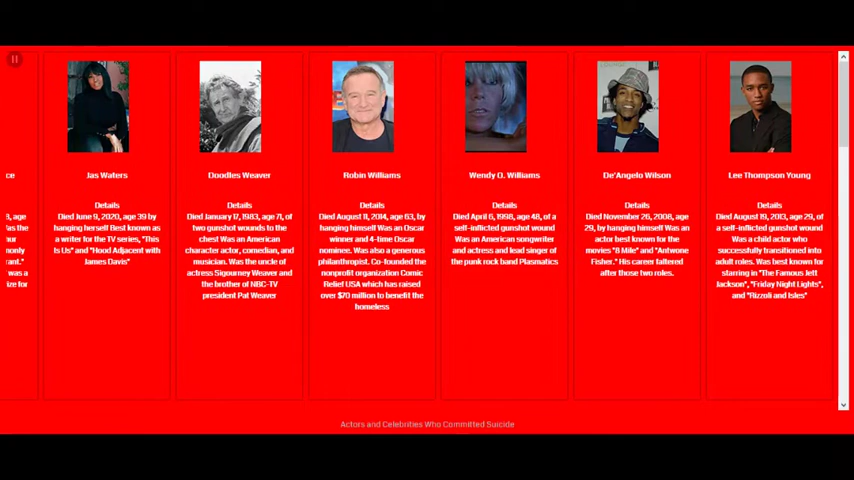 ce
8, age
as the
nur
monly
rant."
was a
ize for
Jas Waters
Details
Died June 9, 2020, age 39 by
hanging herself Best known as
a writer for the TV series, "This
Is Us" and "Hood Adjacent with
James Davis"
Doodles Weaver
Details
Died January 17, 1983, age 71, of
two gunshot wounds to the
chest Was an American
character actor, comedian, and
musician. Was the uncle of
actress Sigourney Weaver and
the brother of NBC-TV
president Pat Weaver
Robin Williams
Details
Died August 11, 2014, age 63, by
hanging himself Was an Oscar
winner and 4-time Oscar
nominee. Was also a generous
philanthropist. Co-founded the
nonprofit organization Comic
Relief USA which has raised
over $70 million to benefit the
homeless
Wendy O. Williams
Details
Died April 6, 1998, age 48, of a
self-inflicted gunshot wound
Was an American songwriter
and actress and lead singer of
the punk rock band Plasmatics
De'Angelo Wilson
Details
Died November 26, 2008, age
29, by hanging himself Was an
actor best known for the
movies "8 Mile" and "Antwone
Fisher." His career faltered
after those two roles.
Lee Thompson Young
Details
Died August 19, 2013, age 29, of
a self-inflicted gunshot wound
Was a child actor who
successfully transitioned into
adult roles. Was best known for
starring in "The Famous Jett
Jackson", "Friday Night Lights",
and "Rizzoli and Isles"
Actors and Celebrities Who Committed Suicide